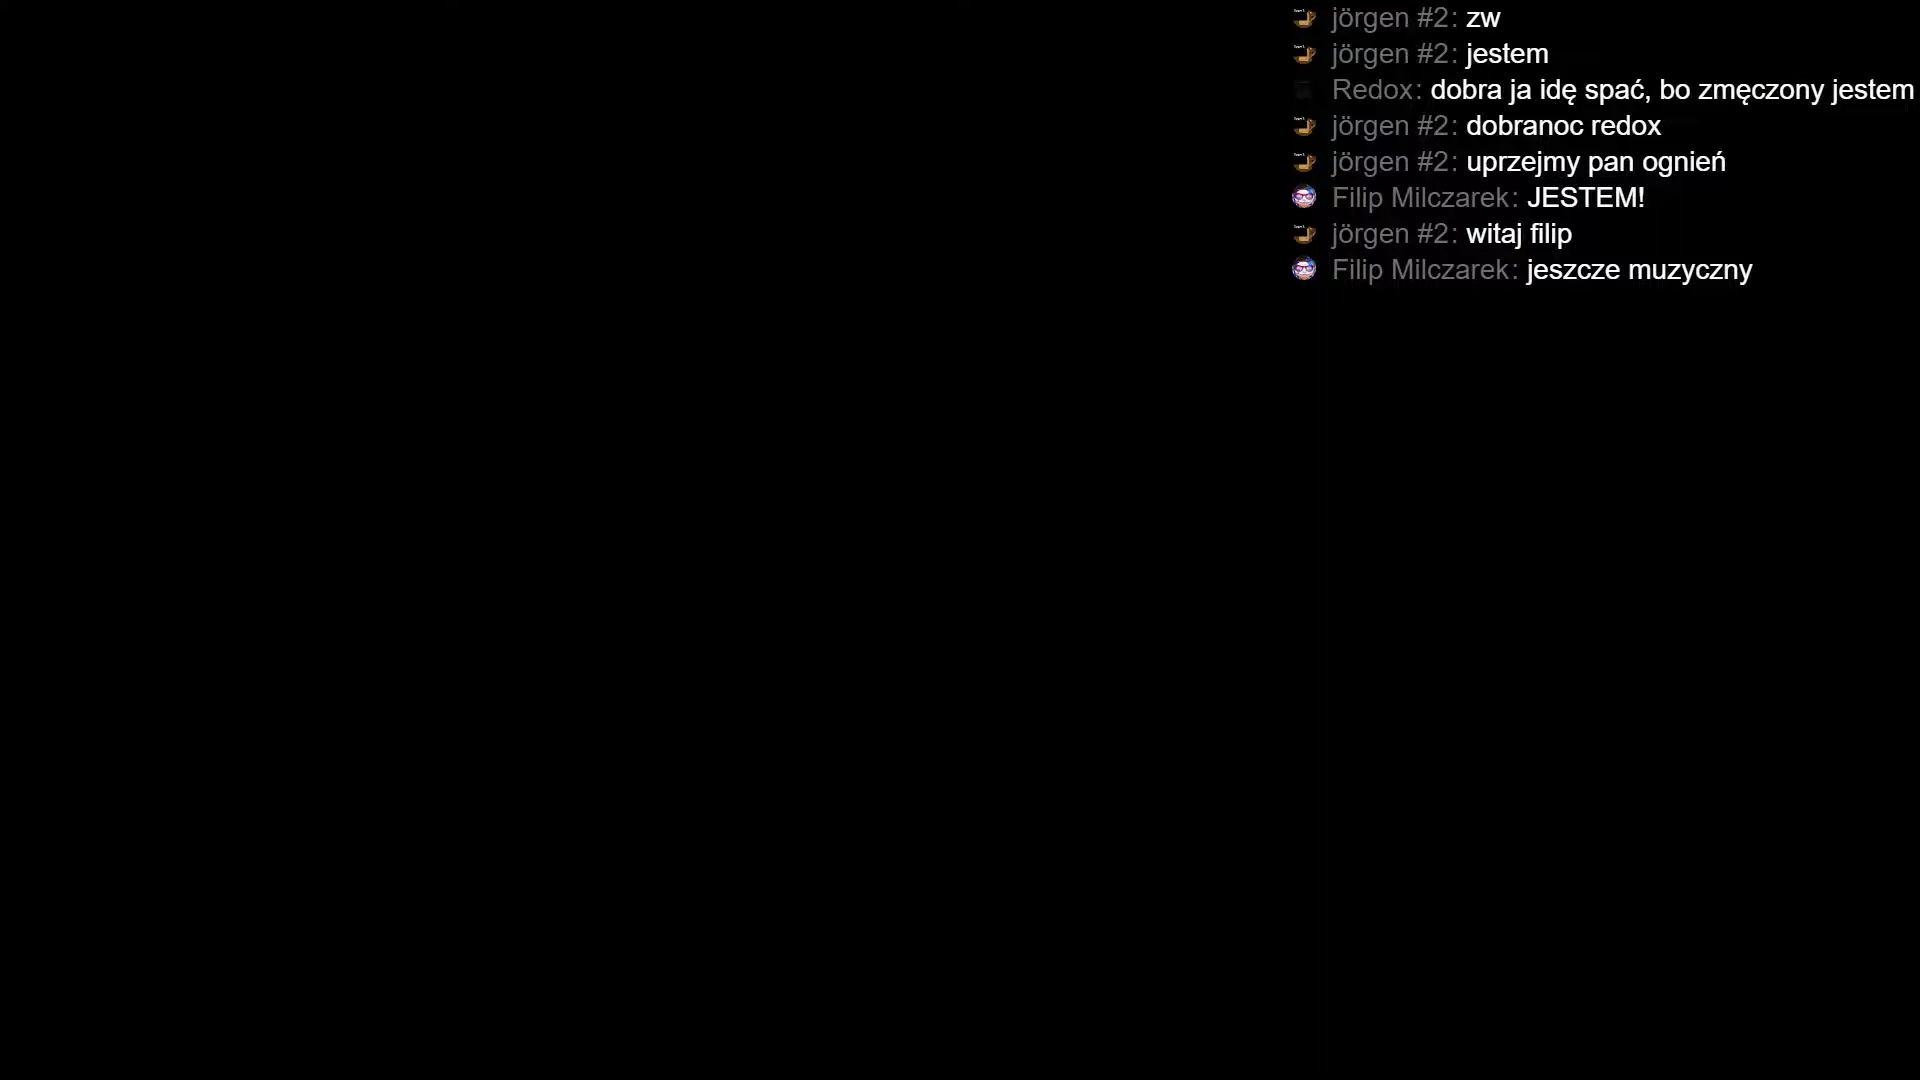 jörgen #2: zw
jörgen #2: jestem
Redox: dobra ja idę spać, bo zmęczony jestem
jörgen #2: dobranoc redox
jörgen #2: uprzejmy pan ognień
Filip Milczarek: JESTEM!
jörgen #2: witaj filip
Filip Milczarek: jeszcze muzyczny